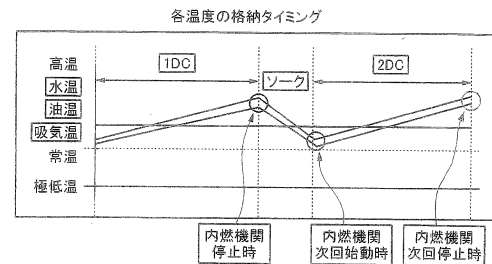 各温度の格納タイミング
高温
1DC
ソーク
2DC
水温
油温
吸気温
常温
極低温
内燃機関
停止時
内燃機関
次回始動時
内燃機関
次回停止時